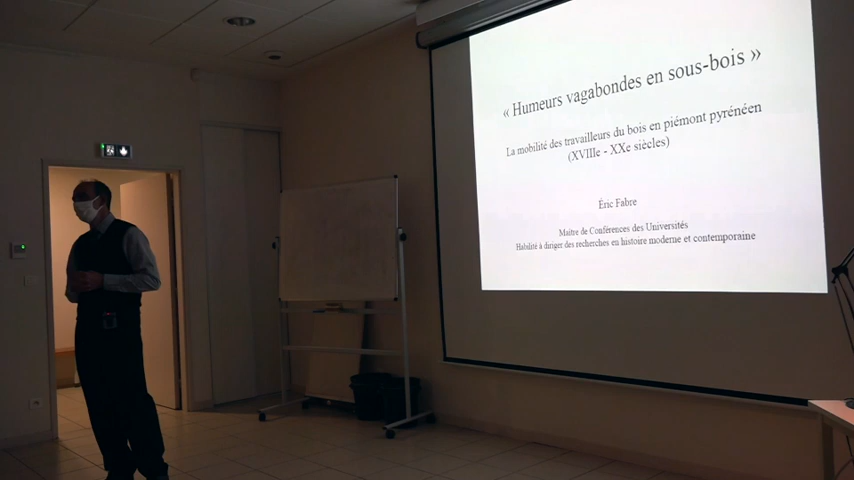 « Humeurs vagabondes en sous-bois »
La mobilité des travailleurs du bois en piémont pyrénéen
(XVIIIe - XXe siècles)
Éric Fabre
Maître de Conférences des Universités
Habilité à diriger des recherches en histoire moderne et contemporaine